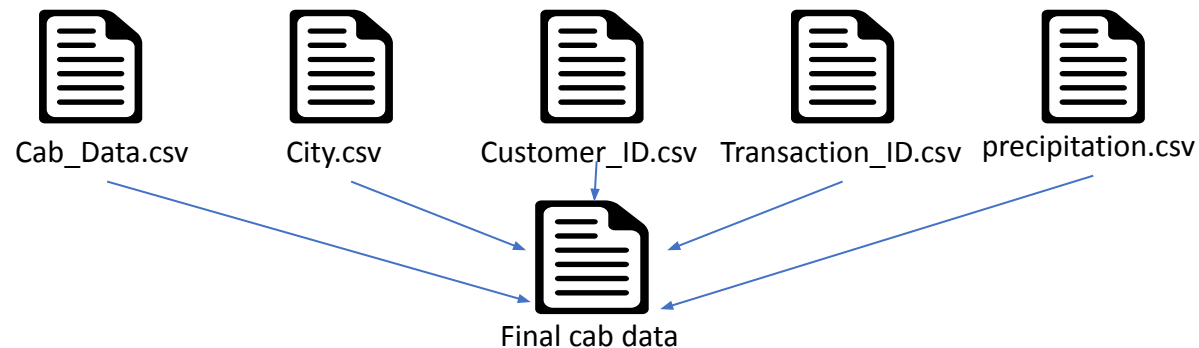 Cab_Data.csv
City.csv
Customer_ID.csv
Transaction_ID.csv
precipitation.csv
Final cab data